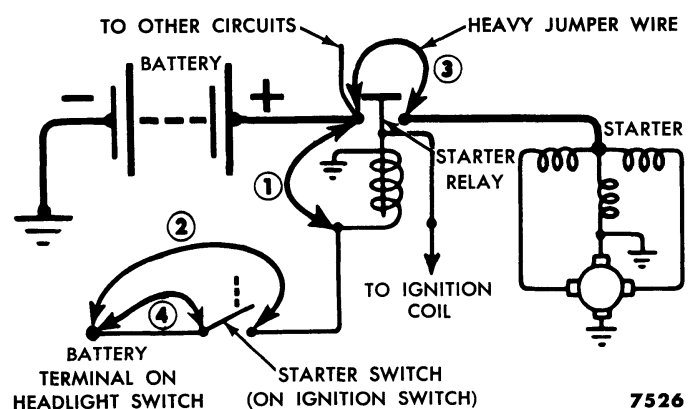 TO OTHER CIRCUITS
HEAVY JUMPER WIRE
BATTERY
3
− +
STARTER
STARTER
RELAY
1
2
TO IGNITION
COIL
4
BATTERY
TERMINAL ON
HEADLIGHT SWITCH
STARTER SWITCH
(ON IGNITION SWITCH)
7526